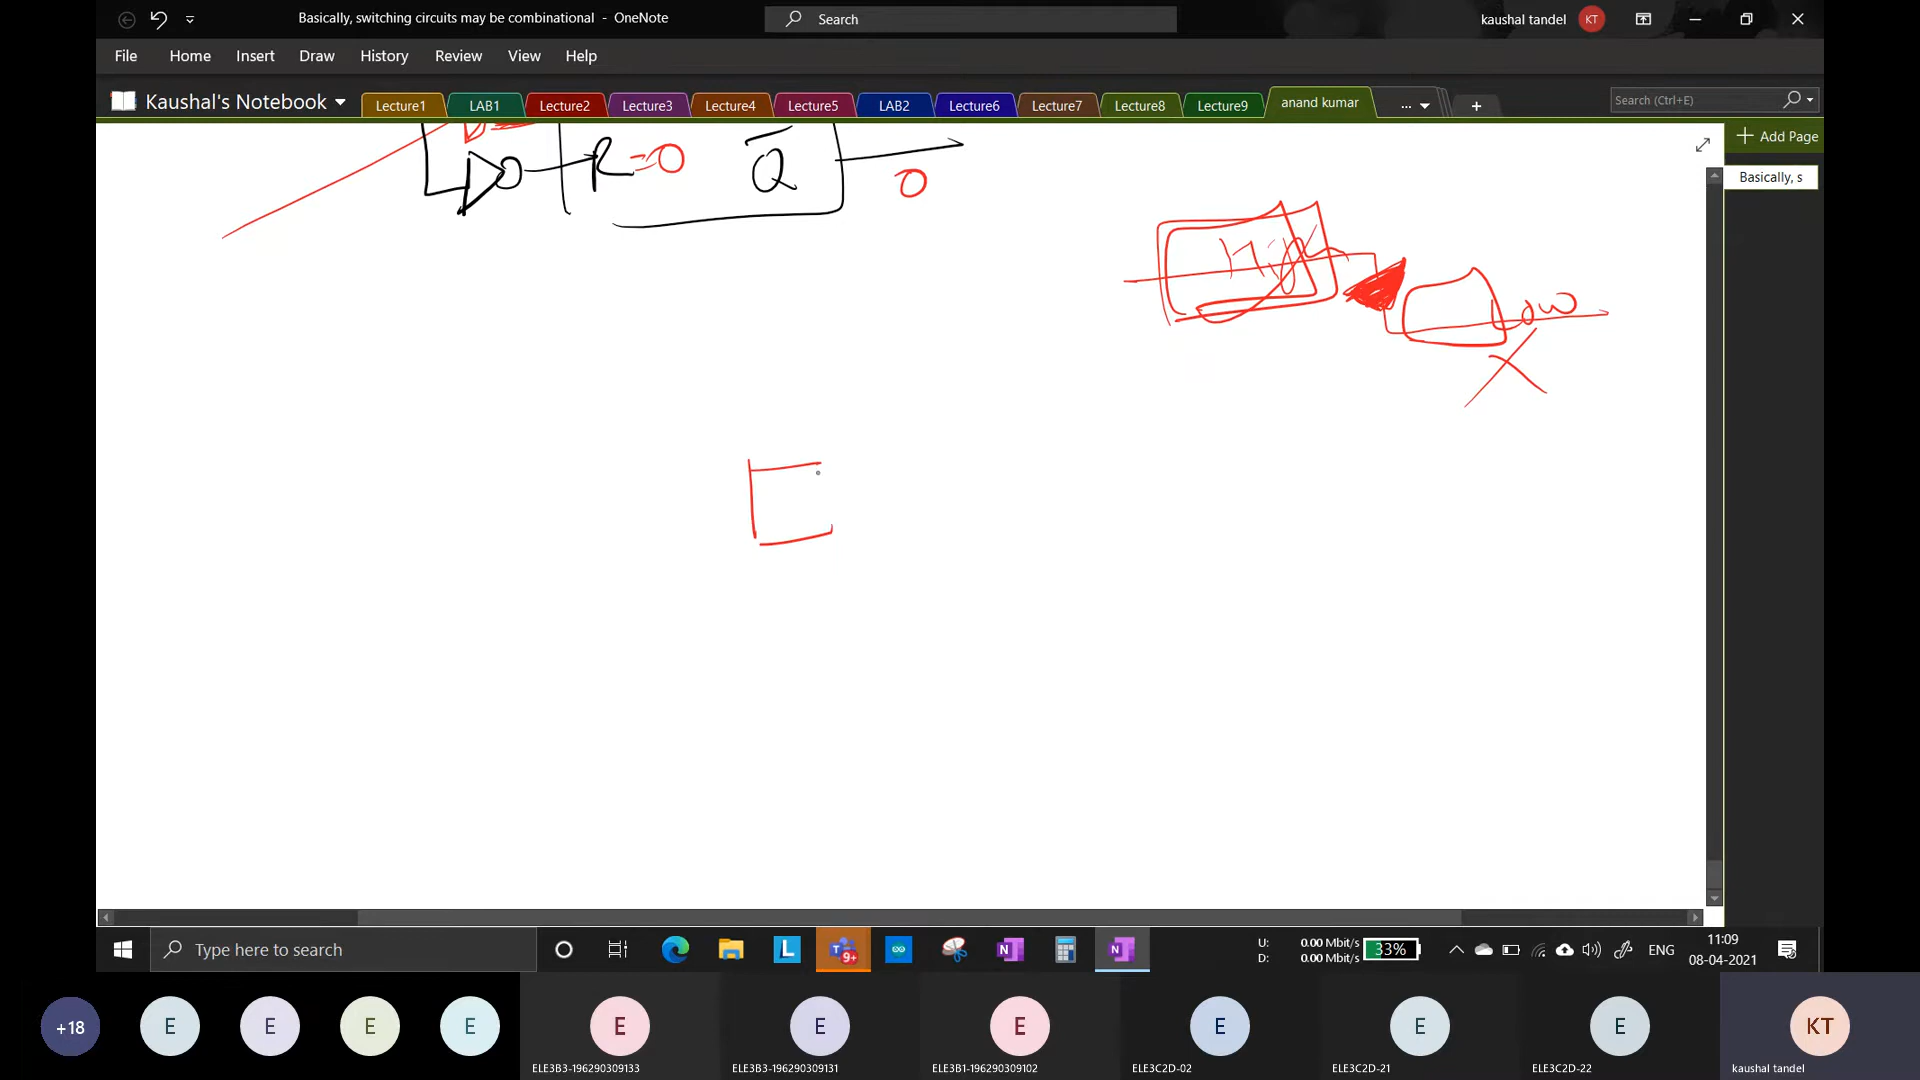 Basically, switching circuits may be combinational - OneNote
Search
kaushal tandel
KT
File
Home
Insert
Draw
History
Review
View
Help
Kaushal's Notebook
Lecture1
LAB1
Lecture2
Lecture3
Lecture4
Lecture5
LAB2
Lecture6
Lecture7
Lecture8
Lecture9
anand kumar
...
+
Search (Ctrl+E)
Add Page
Basically, s
R=0
Q̅
0
High
Low
X
Type here to search
9+
U: 0.00 Mbit/s
D: 0.00 Mbit/s
33%
ENG
11:09
08-04-2021
+18
E
E
E
E
E
E
E
E
E
E
KT
ELE3B3-196290309133
ELE3B3-196290309131
ELE3B1-196290309102
ELE3C2D-02
ELE3C2D-21
ELE3C2D-22
kaushal tandel